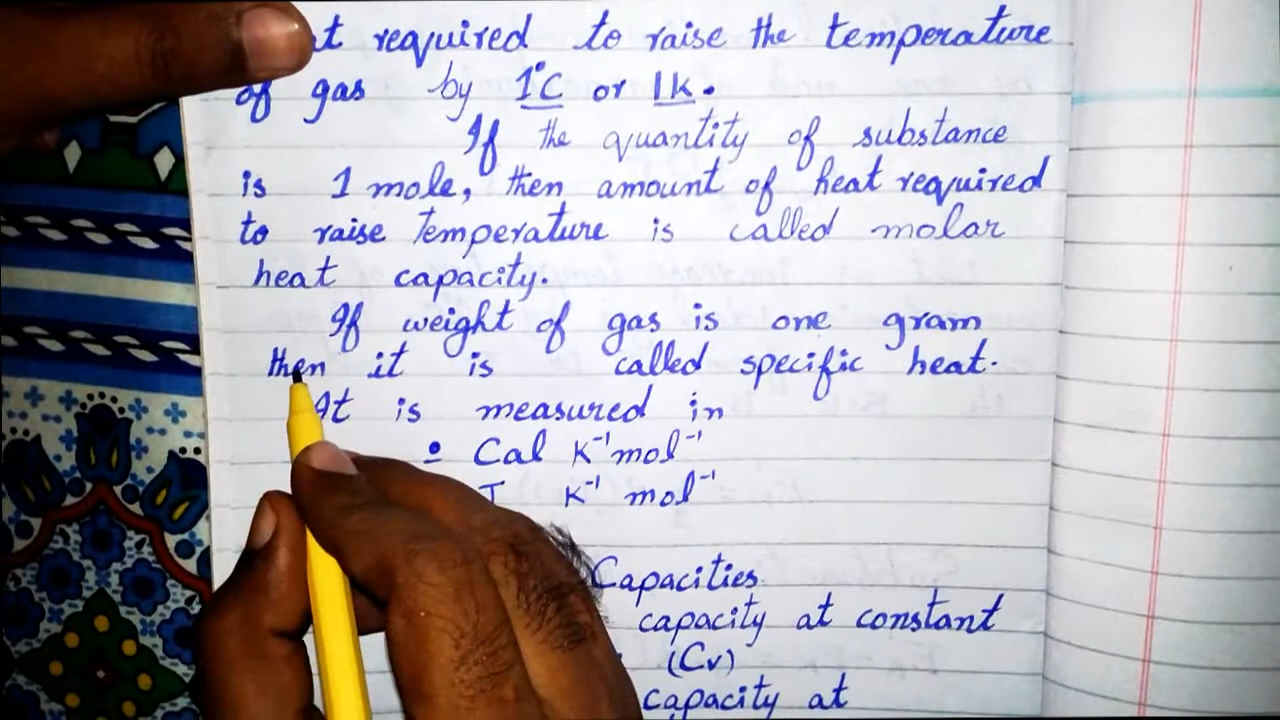 required to raise the temperature
of gas by 1°C or 1K.
If the quantity of substance
is 1 mole, then amount of heat required
to raise Temperature is called molar
heat capacity.
If weight of gas is one gram
then it is called specific heat.
It is measured in
Cal K⁻¹mol⁻¹
J K⁻¹ mol⁻¹
Capacities
capacity at constant
(Cv)
capacity at